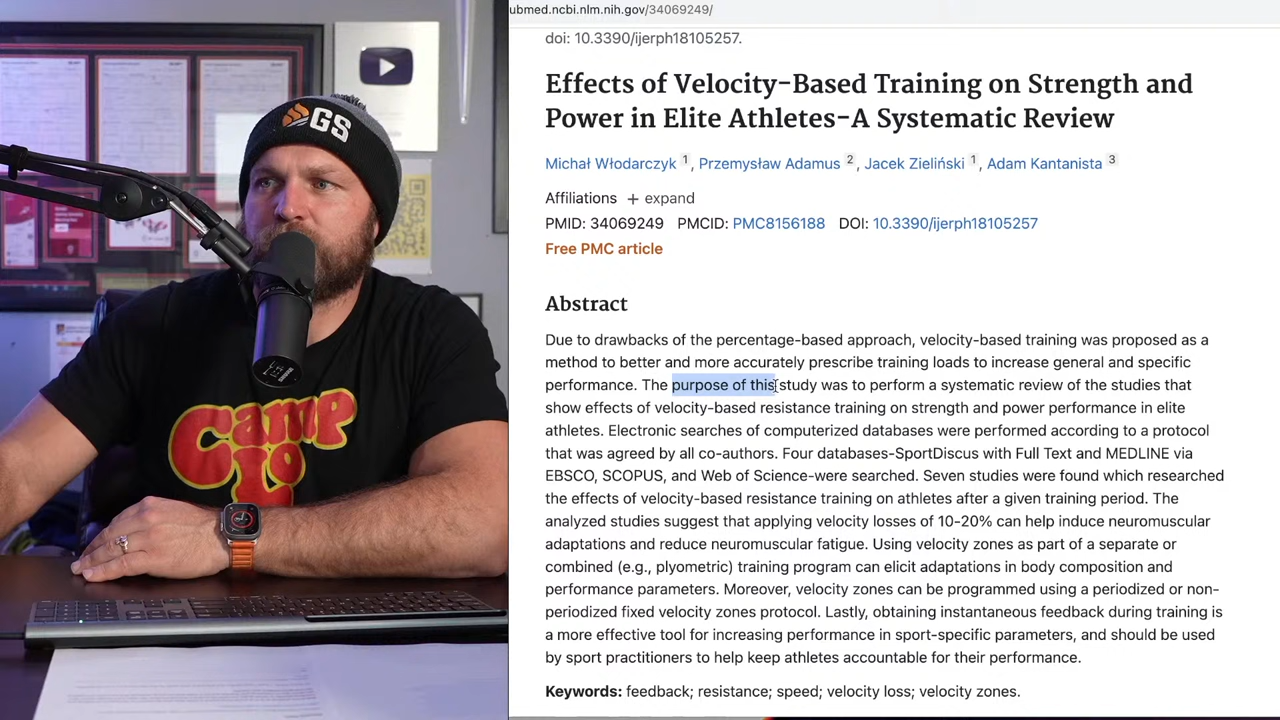 ubmed.ncbi.nlm.nih.gov/34069249/
doi: 10.3390/ijerph18105257.
Effects of Velocity-Based Training on Strength and
Power in Elite Athletes-A Systematic Review
Michał Włodarczyk 1, Przemysław Adamus 2, Jacek Zieliński 1, Adam Kantanista 3
Affiliations + expand
PMID: 34069249 PMCID: PMC8156188 DOI: 10.3390/ijerph18105257
Free PMC article
Abstract
Due to drawbacks of the percentage-based approach, velocity-based training was proposed as a
method to better and more accurately prescribe training loads to increase general and specific
performance. The purpose of this study was to perform a systematic review of the studies that
show effects of velocity-based resistance training on strength and power performance in elite
athletes. Electronic searches of computerized databases were performed according to a protocol
that was agreed by all co-authors. Four databases-SportDiscus with Full Text and MEDLINE via
EBSCO, SCOPUS, and Web of Science-were searched. Seven studies were found which researched
the effects of velocity-based resistance training on athletes after a given training period. The
analyzed studies suggest that applying velocity losses of 10-20% can help induce neuromuscular
adaptations and reduce neuromuscular fatigue. Using velocity zones as part of a separate or
combined (e.g., plyometric) training program can elicit adaptations in body composition and
performance parameters. Moreover, velocity zones can be programmed using a periodized or non-
periodized fixed velocity zones protocol. Lastly, obtaining instantaneous feedback during training is
a more effective tool for increasing performance in sport-specific parameters, and should be used
by sport practitioners to help keep athletes accountable for their performance.
Keywords: feedback; resistance; speed; velocity loss; velocity zones.
GS
Camp